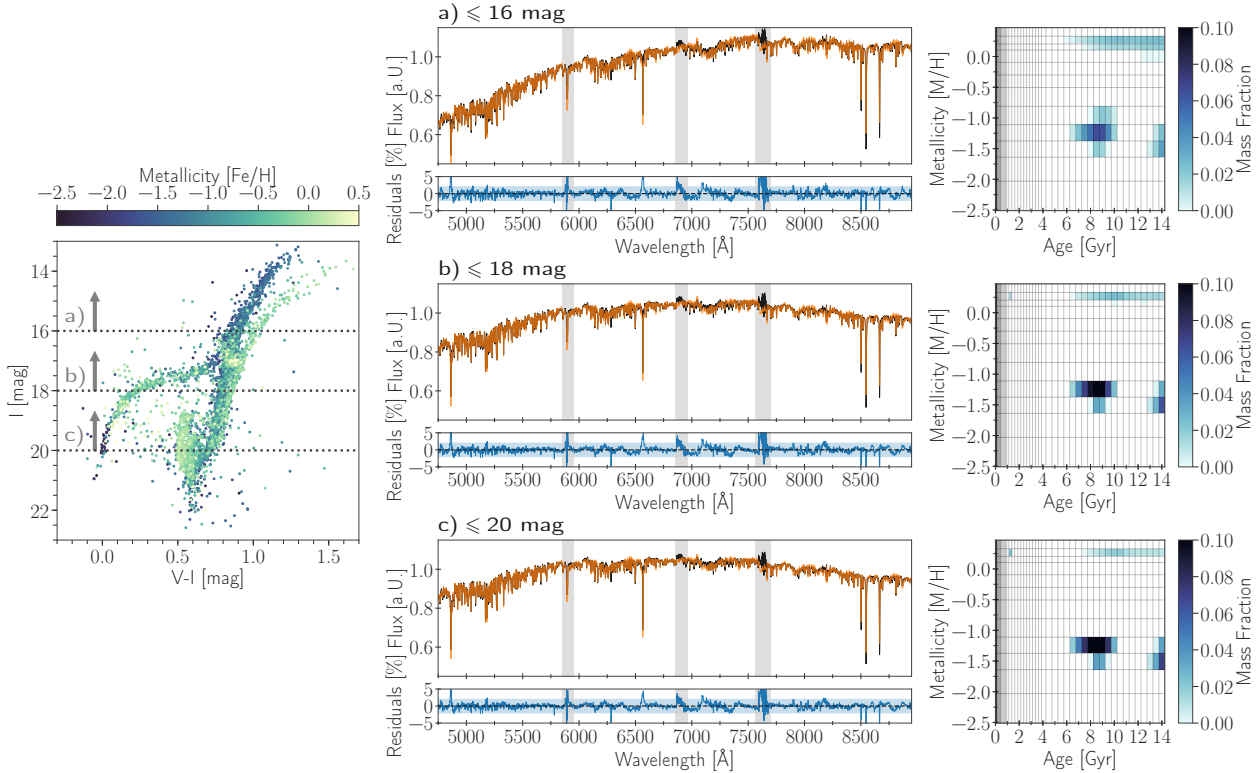 Metallicity [Fe/H]
−2.5 −2.0 −1.5 −1.0 −0.5 0.0 0.5
14
16
18
20
22
I [mag]
a)
b)
c)
0.0 0.5 1.0 1.5
V-I [mag]
a) ⩽ 16 mag
1.0
0.8
0.6
Flux [a.U.]
5
0
−5
Residuals [%]
5000 5500 6000 6500 7000 7500 8000 8500
Wavelength [Å]
0.0
−0.5
−1.0
−1.5
−2.0
−2.5
Metallicity [M/H]
0 2 4 6 8 10 12 14
Age [Gyr]
0.10
0.08
0.06
0.04
0.02
0.00
Mass Fraction
b) ⩽ 18 mag
1.0
0.8
0.6
Flux [a.U.]
5
0
−5
Residuals [%]
5000 5500 6000 6500 7000 7500 8000 8500
Wavelength [Å]
0.0
−0.5
−1.0
−1.5
−2.0
−2.5
Metallicity [M/H]
0 2 4 6 8 10 12 14
Age [Gyr]
0.10
0.08
0.06
0.04
0.02
0.00
Mass Fraction
c) ⩽ 20 mag
1.0
0.8
0.6
Flux [a.U.]
5
0
−5
Residuals [%]
5000 5500 6000 6500 7000 7500 8000 8500
Wavelength [Å]
0.0
−0.5
−1.0
−1.5
−2.0
−2.5
Metallicity [M/H]
0 2 4 6 8 10 12 14
Age [Gyr]
0.10
0.08
0.06
0.04
0.02
0.00
Mass Fraction